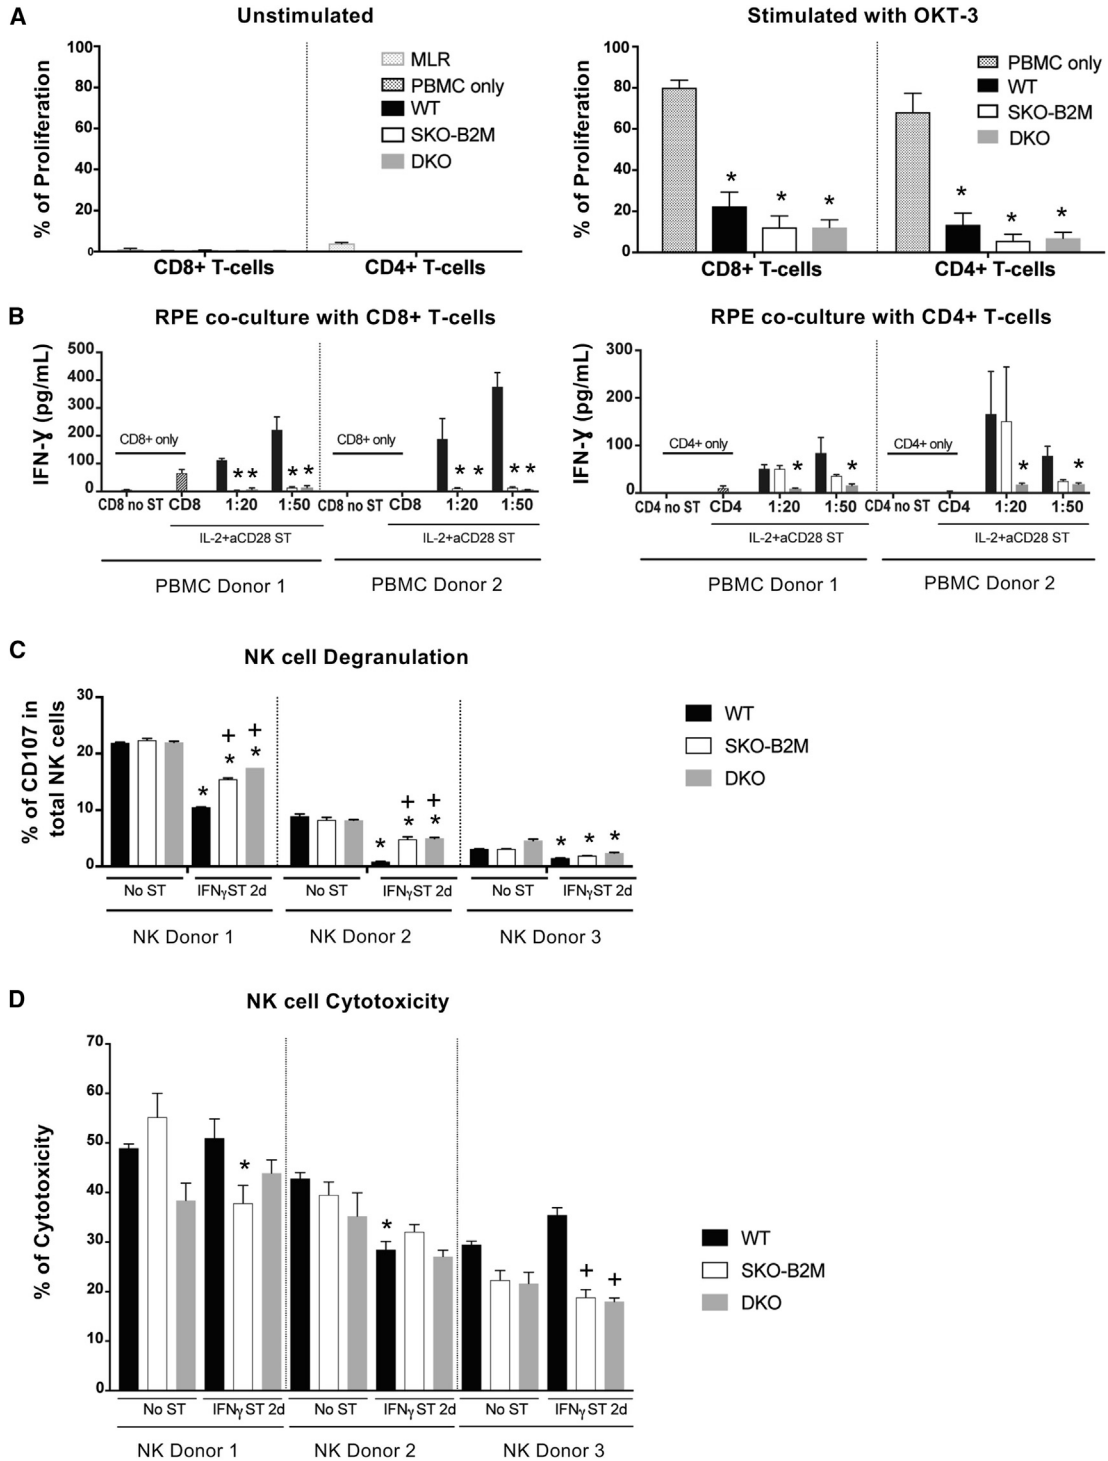 A
Unstimulated
Stimulated with OKT-3
% of Proliferation
100
80
60
40
20
0
MLR
PBMC only
WT
SKO-B2M
DKO
CD8+ T-cells
CD4+ T-cells
% of Proliferation
100
80
60
40
20
0
PBMC only
WT
SKO-B2M
DKO
* * *
* * *
CD8+ T-cells
CD4+ T-cells
B
RPE co-culture with CD8+ T-cells
RPE co-culture with CD4+ T-cells
IFN-γ (pg/mL)
500
400
300
200
100
0
CD8+ only
CD8+ only
* * * * * * * *
CD8 no ST CD8 1:20 1:50 CD8 no ST CD8 1:20 1:50
IL-2+aCD28 ST
IL-2+aCD28 ST
PBMC Donor 1
PBMC Donor 2
IFN-γ (pg/mL)
300
200
100
0
CD4+ only
CD4+ only
* * * *
CD4 no ST CD4 1:20 1:50 CD4 no ST CD4 1:20 1:50
IL-2+aCD28 ST
IL-2+aCD28 ST
PBMC Donor 1
PBMC Donor 2
C
NK cell Degranulation
% of CD107 in
total NK cells
30
20
10
0
+ + + +
* * * * * * * * *
WT
SKO-B2M
DKO
No ST IFNγST 2d No ST IFNγST 2d No ST IFNγST 2d
NK Donor 1
NK Donor 2
NK Donor 3
D
NK cell Cytotoxicity
% of Cytotoxicity
70
60
50
40
30
20
10
0
* * + +
WT
SKO-B2M
DKO
No ST IFNγST 2d No ST IFNγST 2d No ST IFNγST 2d
NK Donor 1
NK Donor 2
NK Donor 3